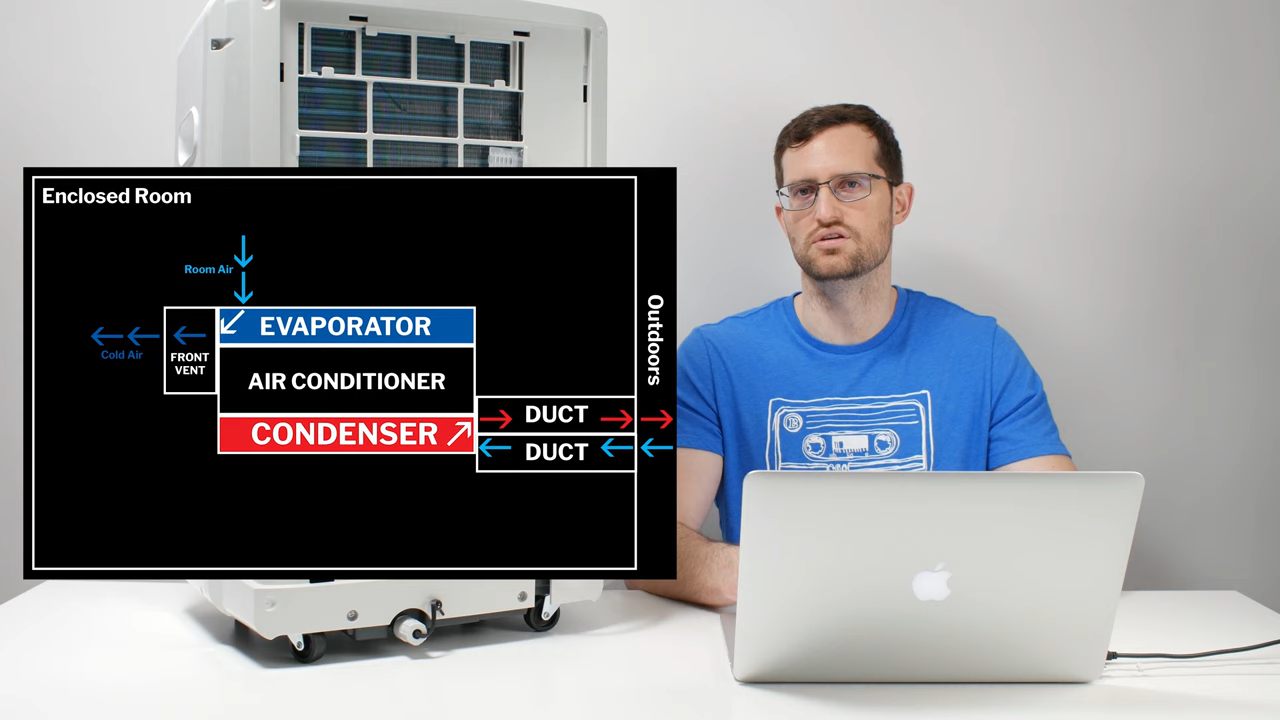 Enclosed Room
Room Air
EVAPORATOR
Cold Air
FRONT
VENT
AIR CONDITIONER
CONDENSER
DUCT
DUCT
Outdoors